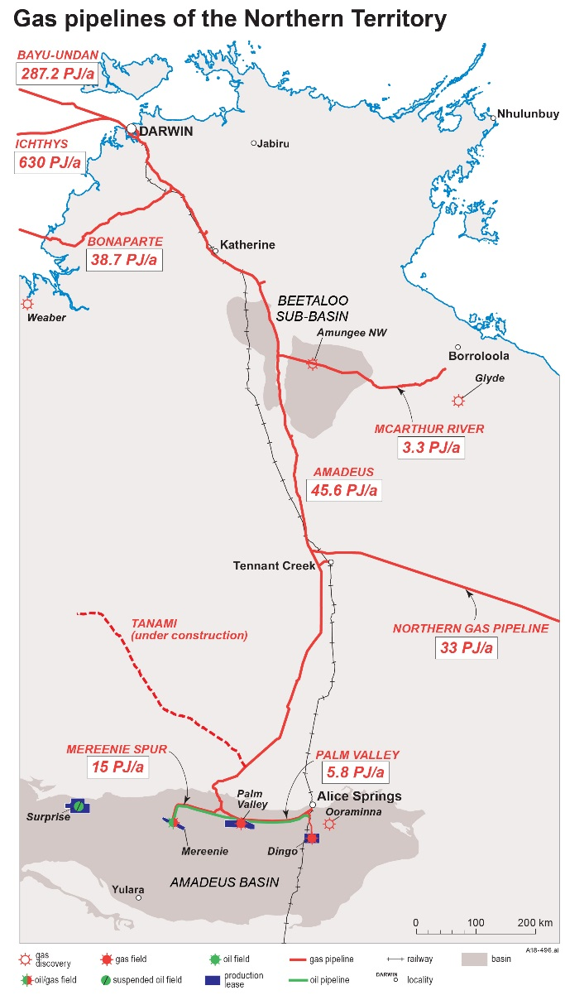 Gas pipelines of the Northern Territory
BAYU-UNDAN
287.2 PJ/a
Nhulunbuy
DARWIN
ICHTHYS
630 PJ/a
Jabiru
BONAPARTE
38.7 PJ/a
Katherine
Weaber
BEETALOO
SUB-BASIN
Amungee NW
Borroloola
Glyde
MCARTHUR RIVER
3.3 PJ/a
AMADEUS
45.6 PJ/a
Tennant Creek
TANAMI
(under construction)
NORTHERN GAS PIPELINE
33 PJ/a
MEREENIE SPUR
15 PJ/a
PALM VALLEY
5.8 PJ/a
Palm
Valley
Alice Springs
Surprise
Ooraminna
Mereenie
Dingo
AMADEUS BASIN
Yulara
0 100 200 km
A18-496.ai
gas
discovery
gas field
oil field
gas pipeline
railway
basin
oil/gas field
suspended oil field
production
lease
oil pipeline
DARWIN
locality